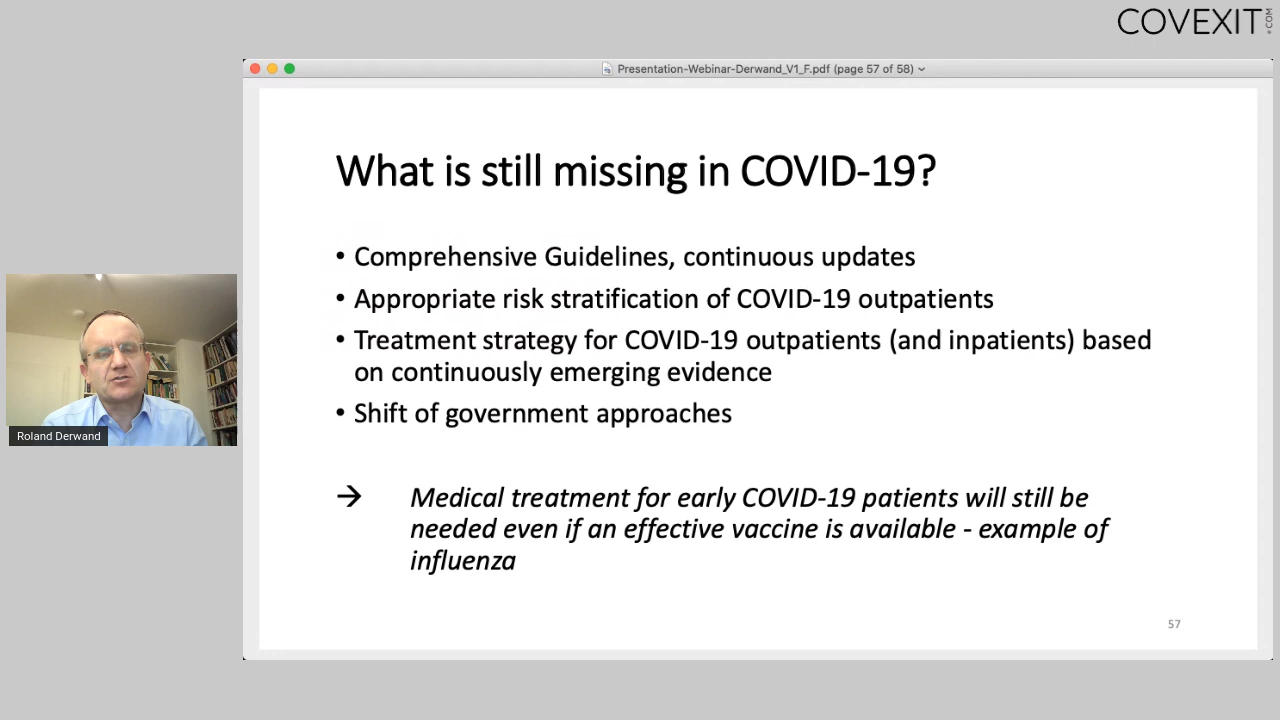 COVEXIT.COM
Presentation-Webinar-Derwand_V1_F.pdf (page 57 of 58)
What is still missing in COVID-19?
• Comprehensive Guidelines, continuous updates
• Appropriate risk stratification of COVID-19 outpatients
• Treatment strategy for COVID-19 outpatients (and inpatients) based
on continuously emerging evidence
• Shift of government approaches
→ Medical treatment for early COVID-19 patients will still be
needed even if an effective vaccine is available - example of
influenza
57
Roland Derwand